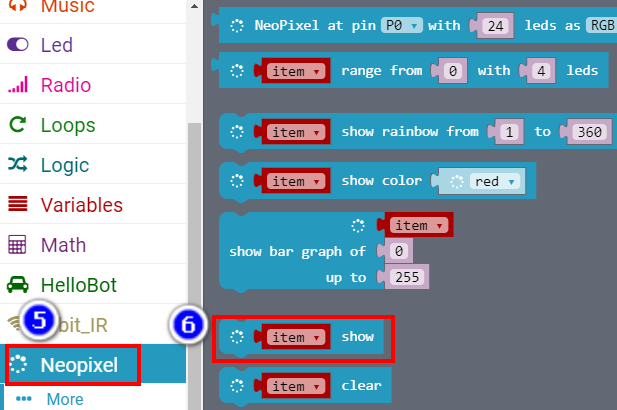 Music
Led
Radio
Loops
Logic
Variables
Math
HelloBot
5
bit_IR
Neopixel
More
NeoPixel at pin P0 with 24 leds as RGB
item range from 0 with 4 leds
item show rainbow from 1 to 360
item show color red
item
show bar graph of 0
up to 255
6
item show
item clear